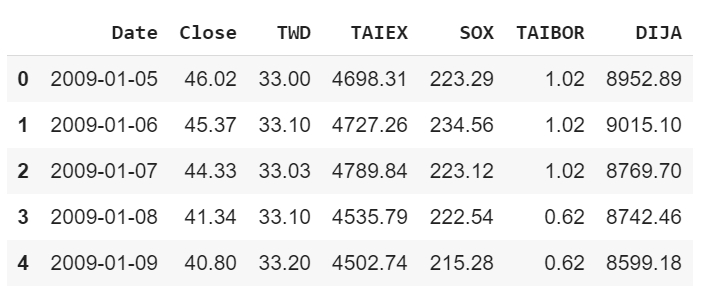 Date Close TWD TAIEX SOX TAIBOR DIJA
0 2009-01-05 46.02 33.00 4698.31 223.29 1.02 8952.89
1 2009-01-06 45.37 33.10 4727.26 234.56 1.02 9015.10
2 2009-01-07 44.33 33.03 4789.84 223.12 1.02 8769.70
3 2009-01-08 41.34 33.10 4535.79 222.54 0.62 8742.46
4 2009-01-09 40.80 33.20 4502.74 215.28 0.62 8599.18